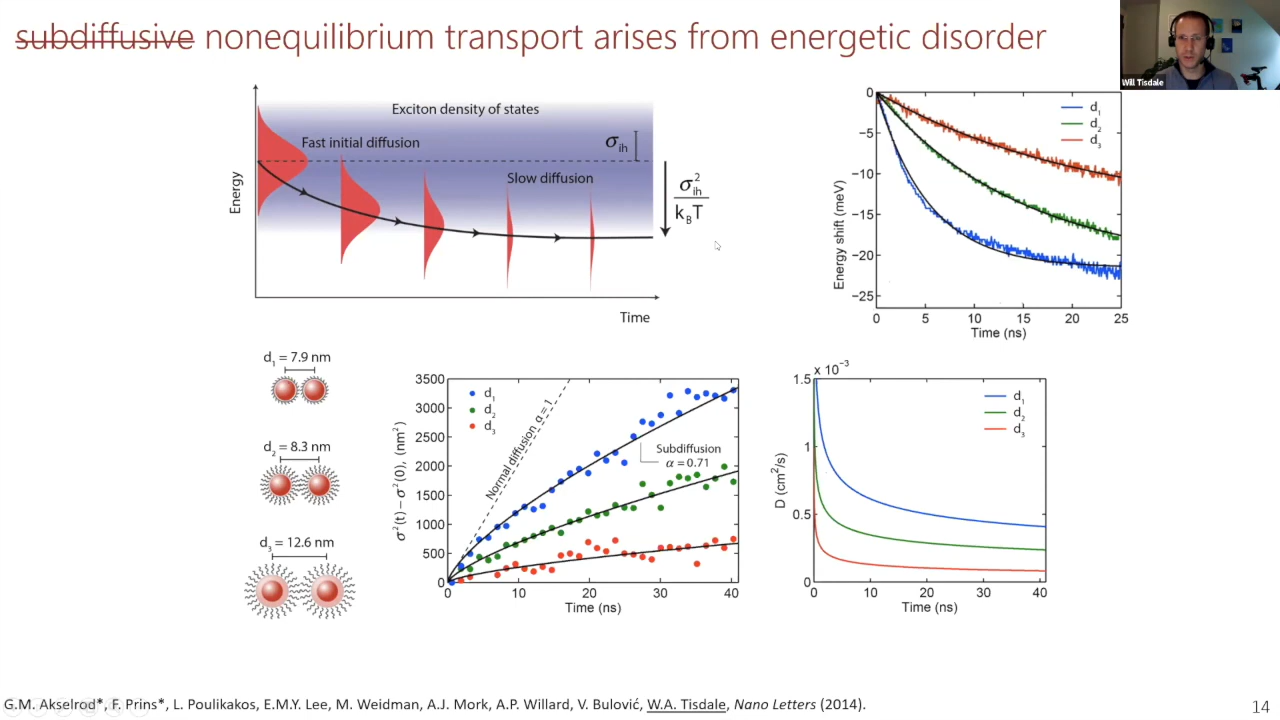 subdiffusive nonequilibrium transport arises from energetic disorder
Will Tisdale
Exciton density of states
Fast initial diffusion
σih
Slow diffusion
σ²ih
kBT
Energy
Time
0
−5
−10
−15
−20
−25
Energy shift (meV)
d1
d2
d3
0 5 10 15 20 25
Time (ns)
d1 = 7.9 nm
d2 = 8.3 nm
d3 = 12.6 nm
3500
3000
2500
2000
1500
1000
500
0
σ²(t) − σ²(0), (nm²)
d1
d2
d3
Normal diffusion α = 1
Subdiffusion
α = 0.71
0 10 20 30 40
Time (ns)
x 10⁻³
1.5
1
0.5
0
D (cm²/s)
d1
d2
d3
0 10 20 30 40
Time (ns)
G.M. Akselrod*, F. Prins*, L. Poulikakos, E.M.Y. Lee, M. Weidman, A.J. Mork, A.P. Willard, V. Bulović, W.A. Tisdale, Nano Letters (2014).
14